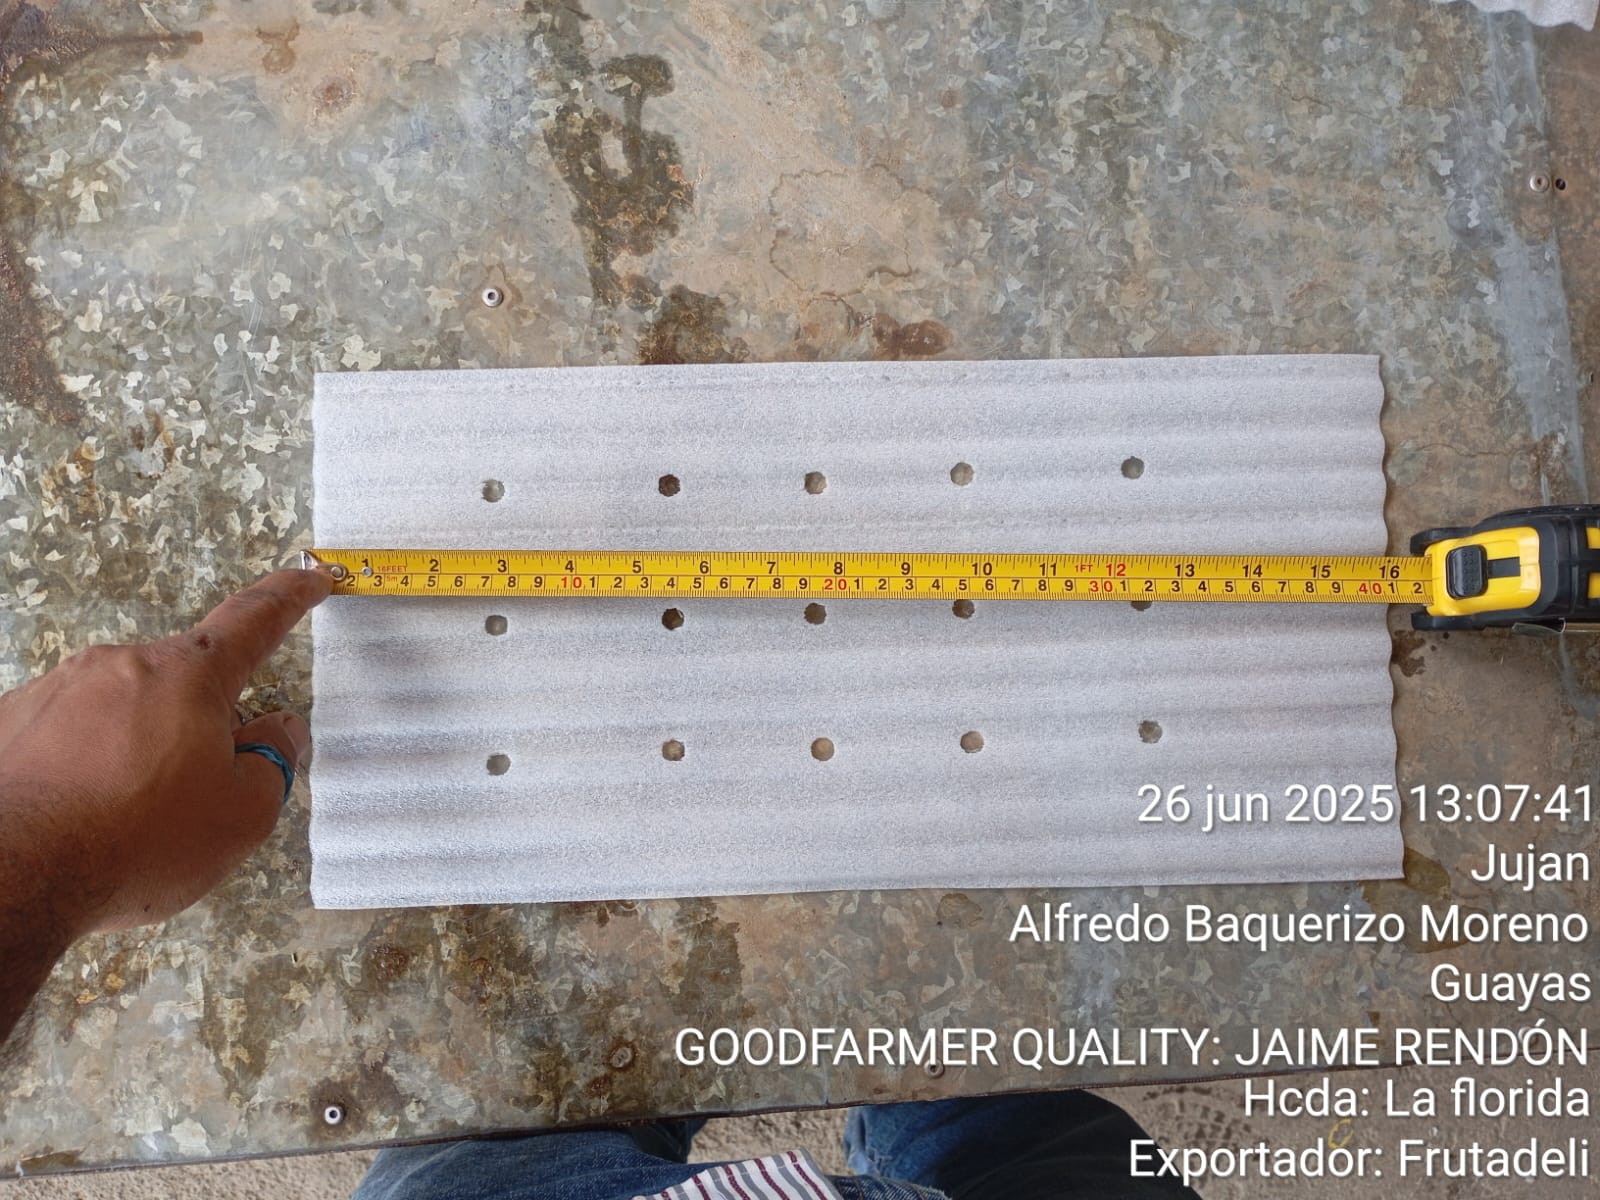 1 16FEET 2 3 4 5 6 7 8 9 10 11 1FT 12 13 14 15 16
2 3 5m 4 5 6 7 8 9 10 1 2 3 4 5 6 7 8 9 20 1 2 3 4 5 6 7 8 9 30 1 2 3 4 5 6 7 8 9 40 1 2
26 jun 2025 13:07:41
Jujan
Alfredo Baquerizo Moreno
Guayas
GOODFARMER QUALITY: JAIME RENDÓN
Hcda: La florida
Exportador: Frutadeli